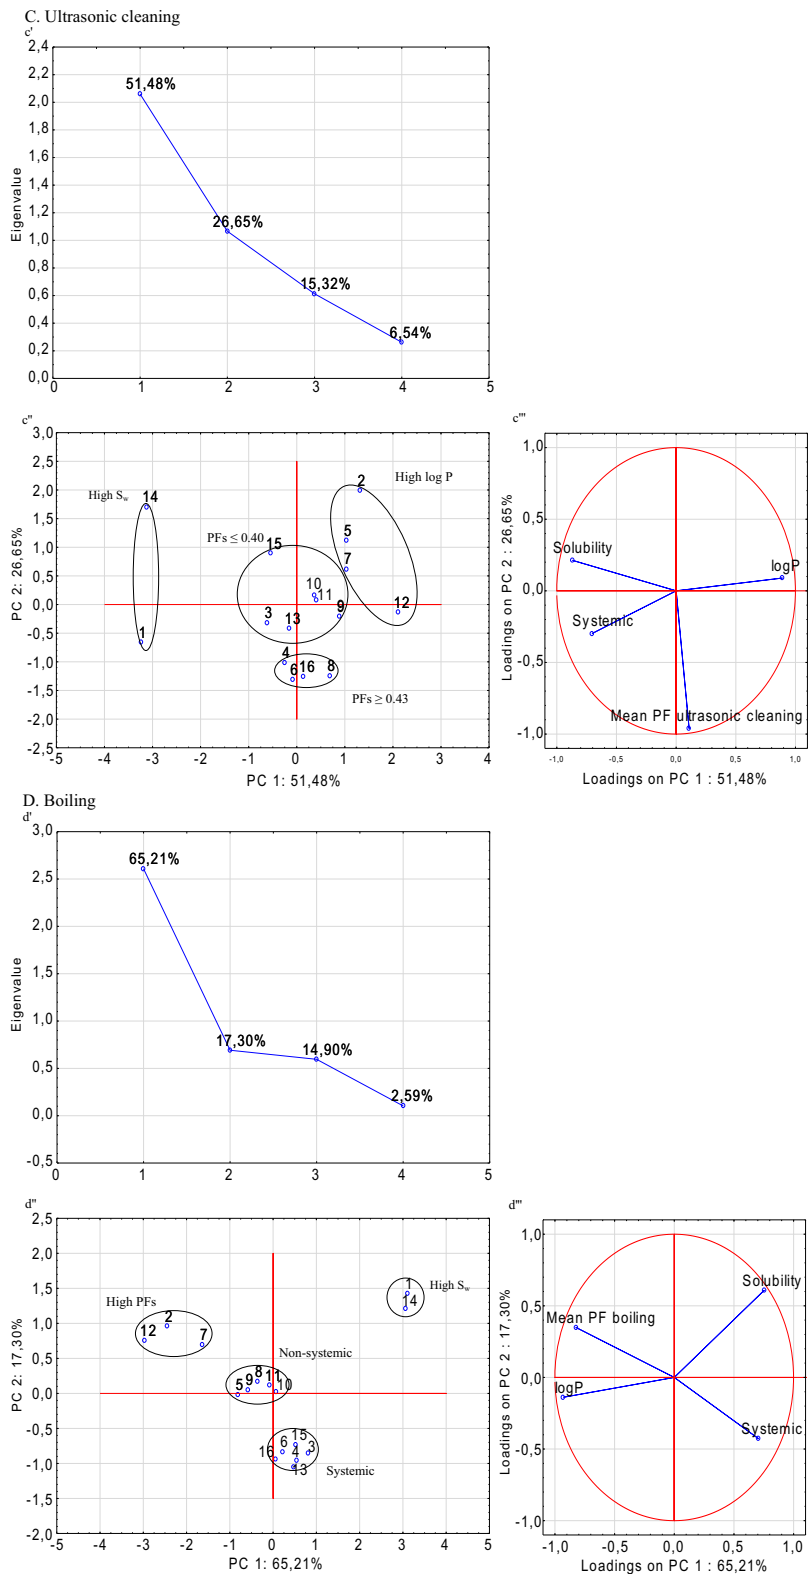 C. Ultrasonic cleaning
c'
2,4
2,2
2,0
1,8
1,6
1,4
1,2
1,0
0,8
0,6
0,4
0,2
0,0
Eigenvalue
51,48%
26,65%
15,32%
6,54%
0 1 2 3 4 5
c''
3,0
2,5
2,0
1,5
1,0
0,5
0,0
-0,5
-1,0
-1,5
-2,0
-2,5
PC 2: 26,65%
High Sw
14
1
PFs ≤ 0.40
15
10
11
3
13
9
High log P
2
5
7
12
4
6
16
8
PFs ≥ 0.43
-5 -4 -3 -2 -1 0 1 2 3 4
PC 1: 51,48%
c'''
1,0
0,5
0,0
-0,5
-1,0
Loadings on PC 2 : 26,65%
Solubility
logP
Systemic
Mean PF ultrasonic cleaning
-1,0 -0,5 0,0 0,5 1,0
Loadings on PC 1 : 51,48%
D. Boiling
d'
3,0
2,5
2,0
1,5
1,0
0,5
0,0
-0,5
Eigenvalue
65,21%
17,30%
14,90%
2,59%
0 1 2 3 4 5
d''
2,5
2,0
1,5
1,0
0,5
0,0
-0,5
-1,0
-1,5
-2,0
PC 2: 17,30%
High PFs
2
12
7
1
14
High Sw
Non-systemic
8
11
9
5
10
15
6
3
16
4
13
Systemic
-5 -4 -3 -2 -1 0 1 2 3 4 5
PC 1: 65,21%
d'''
1,0
0,5
0,0
-0,5
-1,0
Loadings on PC 2 : 17,30%
Solubility
Mean PF boiling
logP
Systemic
-1,0 -0,5 0,0 0,5 1,0
Loadings on PC 1 : 65,21%